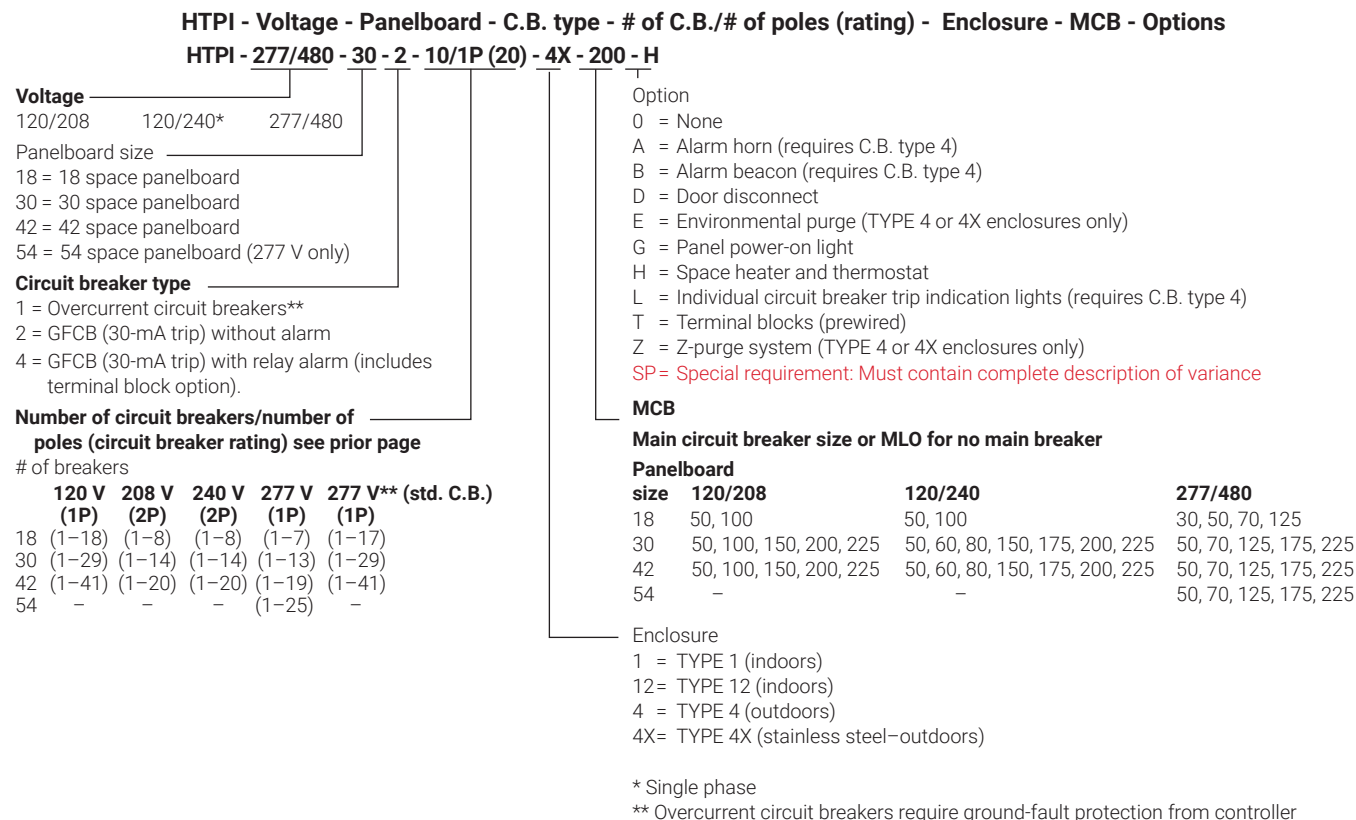 HTPI - Voltage - Panelboard - C.B. type - # of C.B./# of poles (rating) - Enclosure - MCB - Options
HTPI - 277/480 - 30 - 2 - 10/1P (20) - 4X - 200 - H
Voltage
120/208 120/240* 277/480
Panelboard size
18 = 18 space panelboard
30 = 30 space panelboard
42 = 42 space panelboard
54 = 54 space panelboard (277 V only)
Circuit breaker type
1 = Overcurrent circuit breakers**
2 = GFCB (30-mA trip) without alarm
4 = GFCB (30-mA trip) with relay alarm (includes
terminal block option).
Number of circuit breakers/number of
poles (circuit breaker rating) see prior page
# of breakers
120 V 208 V 240 V 277 V 277 V** (std. C.B.)
(1P) (2P) (2P) (1P) (1P)
18 (1–18) (1–8) (1–8) (1–7) (1–17)
30 (1–29) (1–14) (1–14) (1–13) (1–29)
42 (1–41) (1–20) (1–20) (1–19) (1–41)
54 – – – (1–25) –
Option
0 = None
A = Alarm horn (requires C.B. type 4)
B = Alarm beacon (requires C.B. type 4)
D = Door disconnect
E = Environmental purge (TYPE 4 or 4X enclosures only)
G = Panel power-on light
H = Space heater and thermostat
L = Individual circuit breaker trip indication lights (requires C.B. type 4)
T = Terminal blocks (prewired)
Z = Z-purge system (TYPE 4 or 4X enclosures only)
SP = Special requirement: Must contain complete description of variance
MCB
Main circuit breaker size or MLO for no main breaker
Panelboard
size 120/208 120/240 277/480
18 50, 100 50, 100 30, 50, 70, 125
30 50, 100, 150, 200, 225 50, 60, 80, 150, 175, 200, 225 50, 70, 125, 175, 225
42 50, 100, 150, 200, 225 50, 60, 80, 150, 175, 200, 225 50, 70, 125, 175, 225
54 – – 50, 70, 125, 175, 225
Enclosure
1 = TYPE 1 (indoors)
12= TYPE 12 (indoors)
4 = TYPE 4 (outdoors)
4X= TYPE 4X (stainless steel–outdoors)
* Single phase
** Overcurrent circuit breakers require ground-fault protection from controller